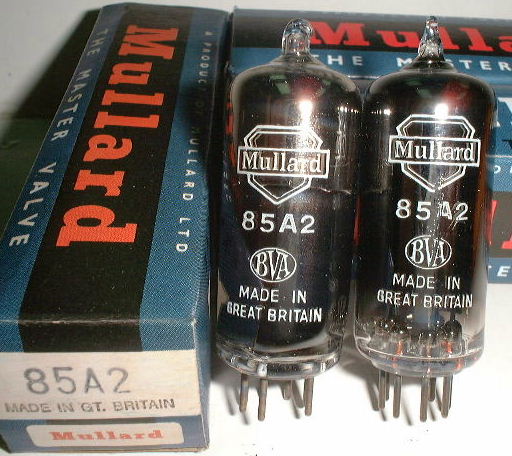 Mullard
THE MASTER VALVE
A PRODUCT OF MULLARD LTD
85A2
MADE IN GT. BRITAIN
Mullard
Mulla
THE MASTER
Mullard
85A2
BVA
MADE IN
GREAT BRITAIN
Mullard
85A2
BVA
MADE IN
GREAT BRITAIN